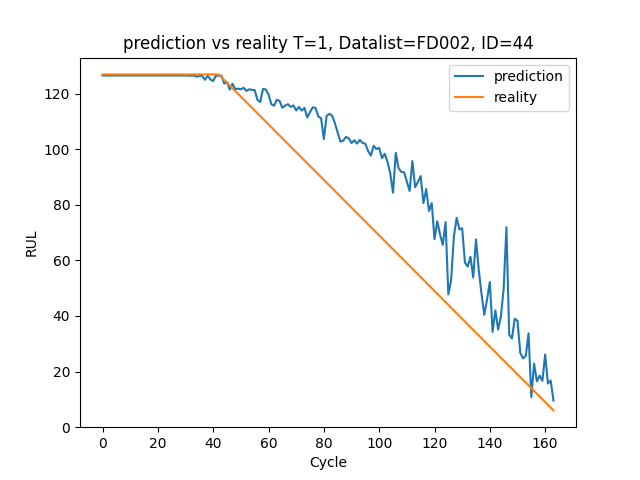 prediction vs reality T=1, Datalist=FD002, ID=44
prediction
reality
120
100
80
60
40
20
0
RUL
0 20 40 60 80 100 120 140 160
Cycle